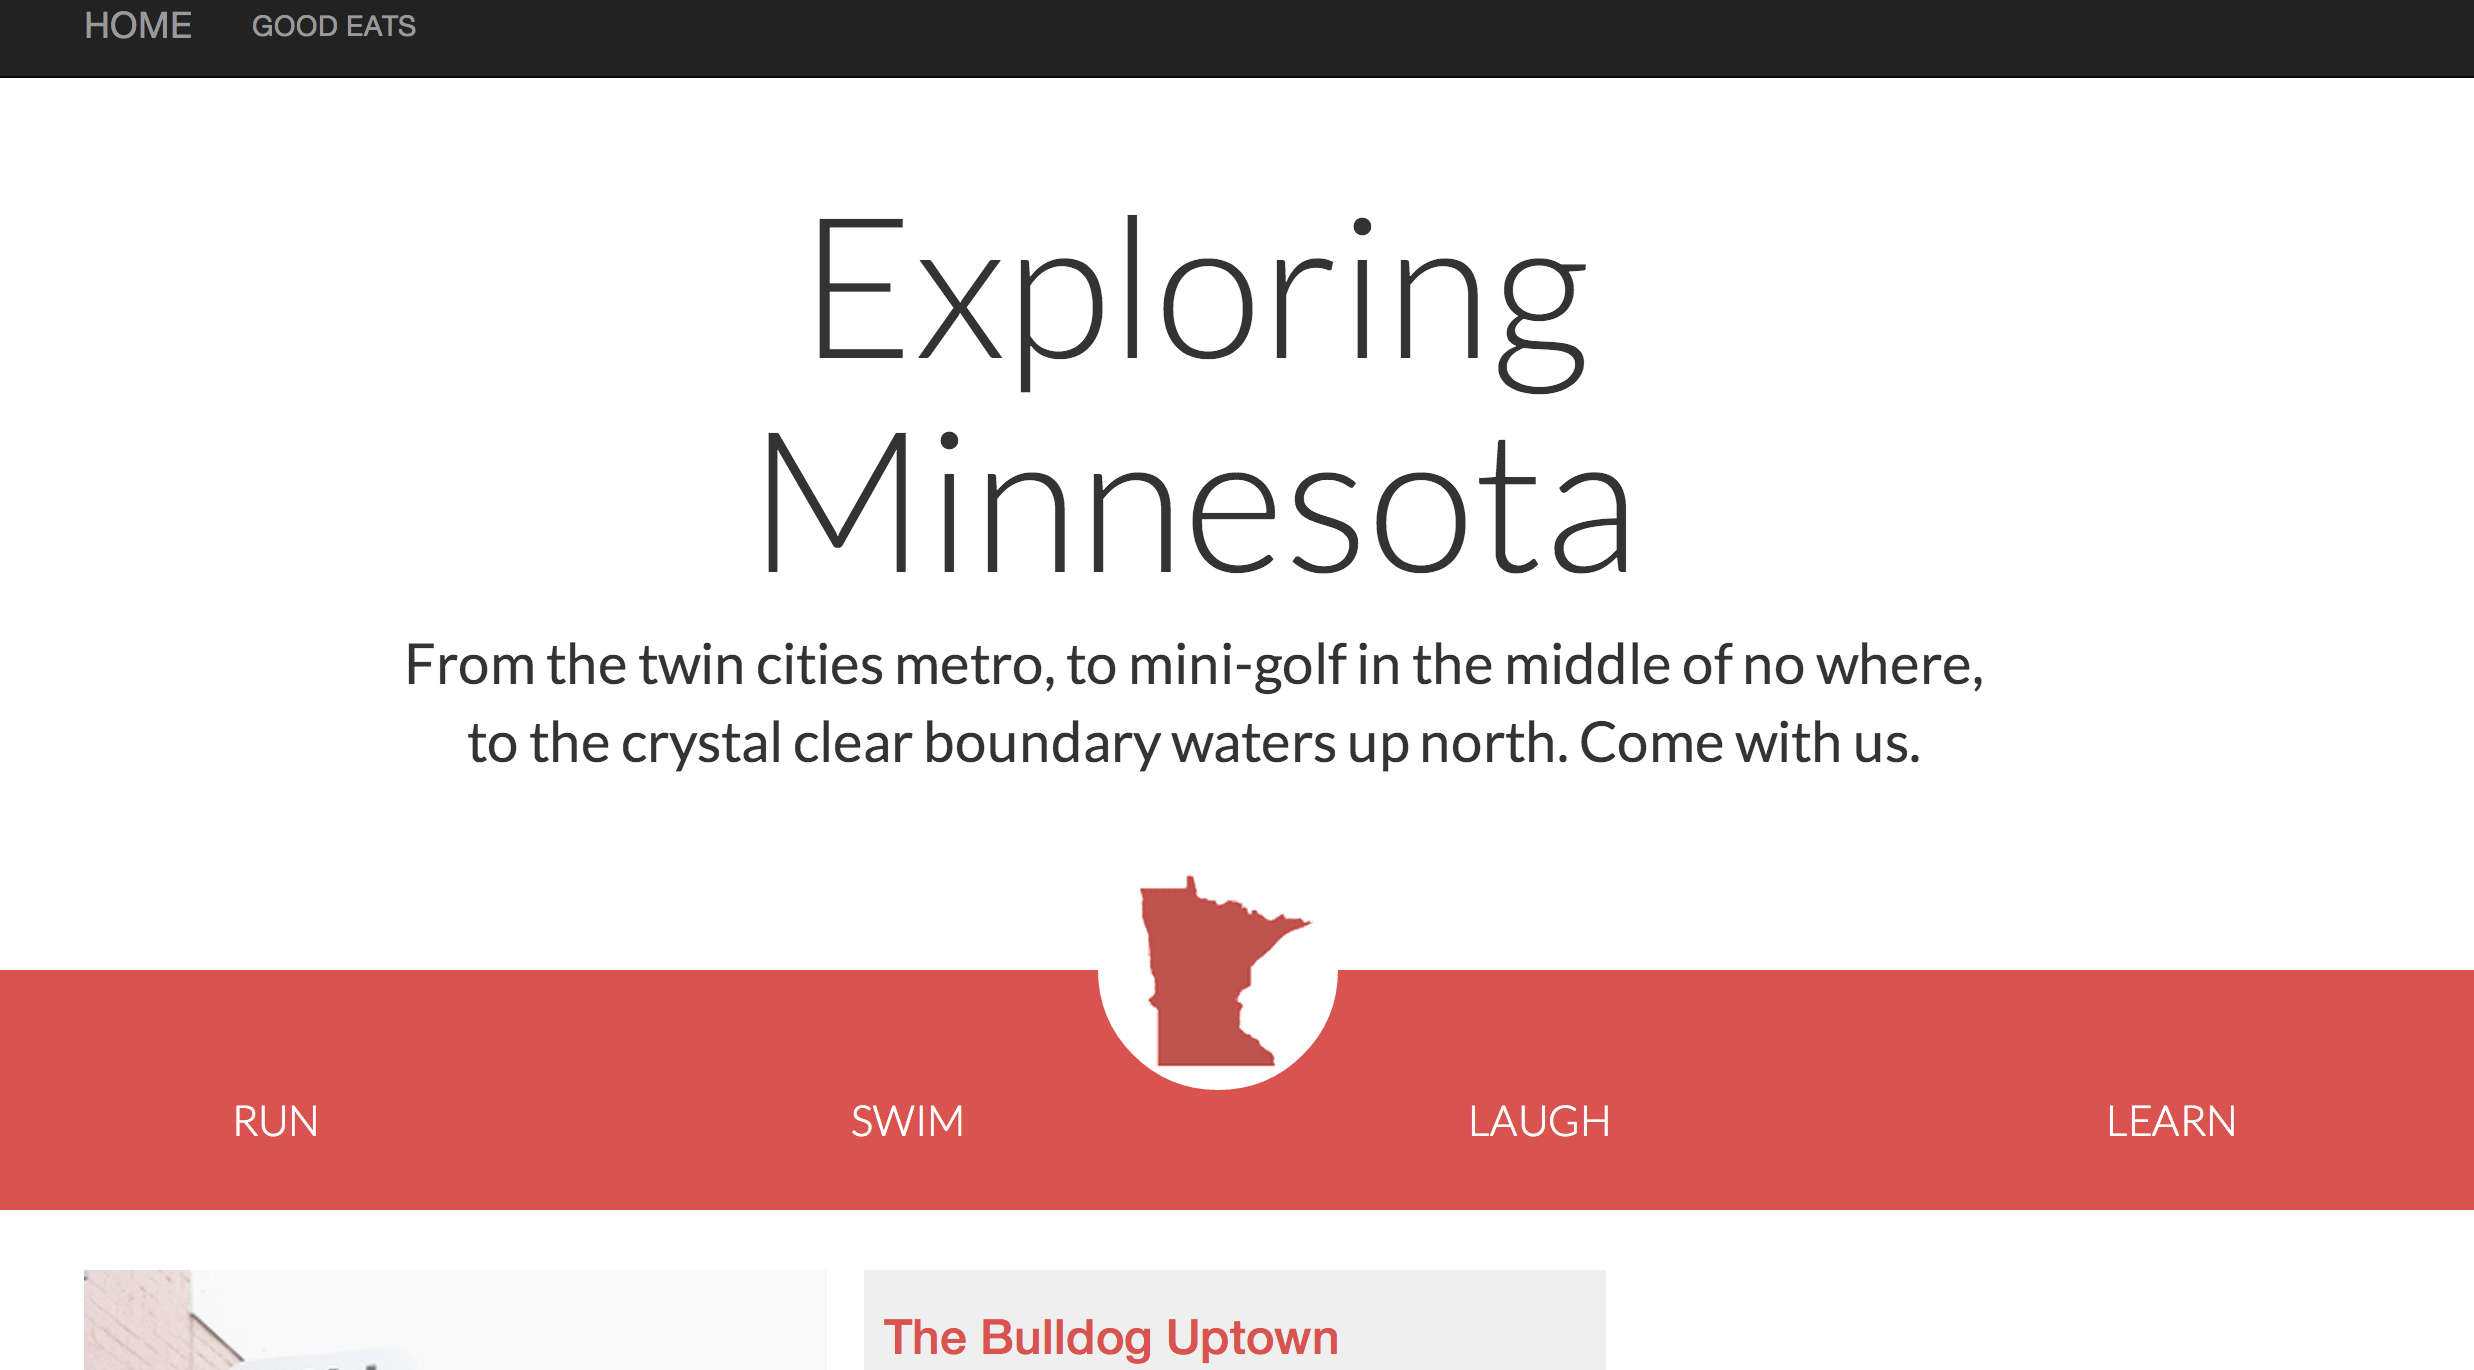 HOME GOOD EATS
Exploring
Minnesota
From the twin cities metro, to mini-golf in the middle of no where,
to the crystal clear boundary waters up north. Come with us.
RUN SWIM LAUGH LEARN
The Bulldog Uptown